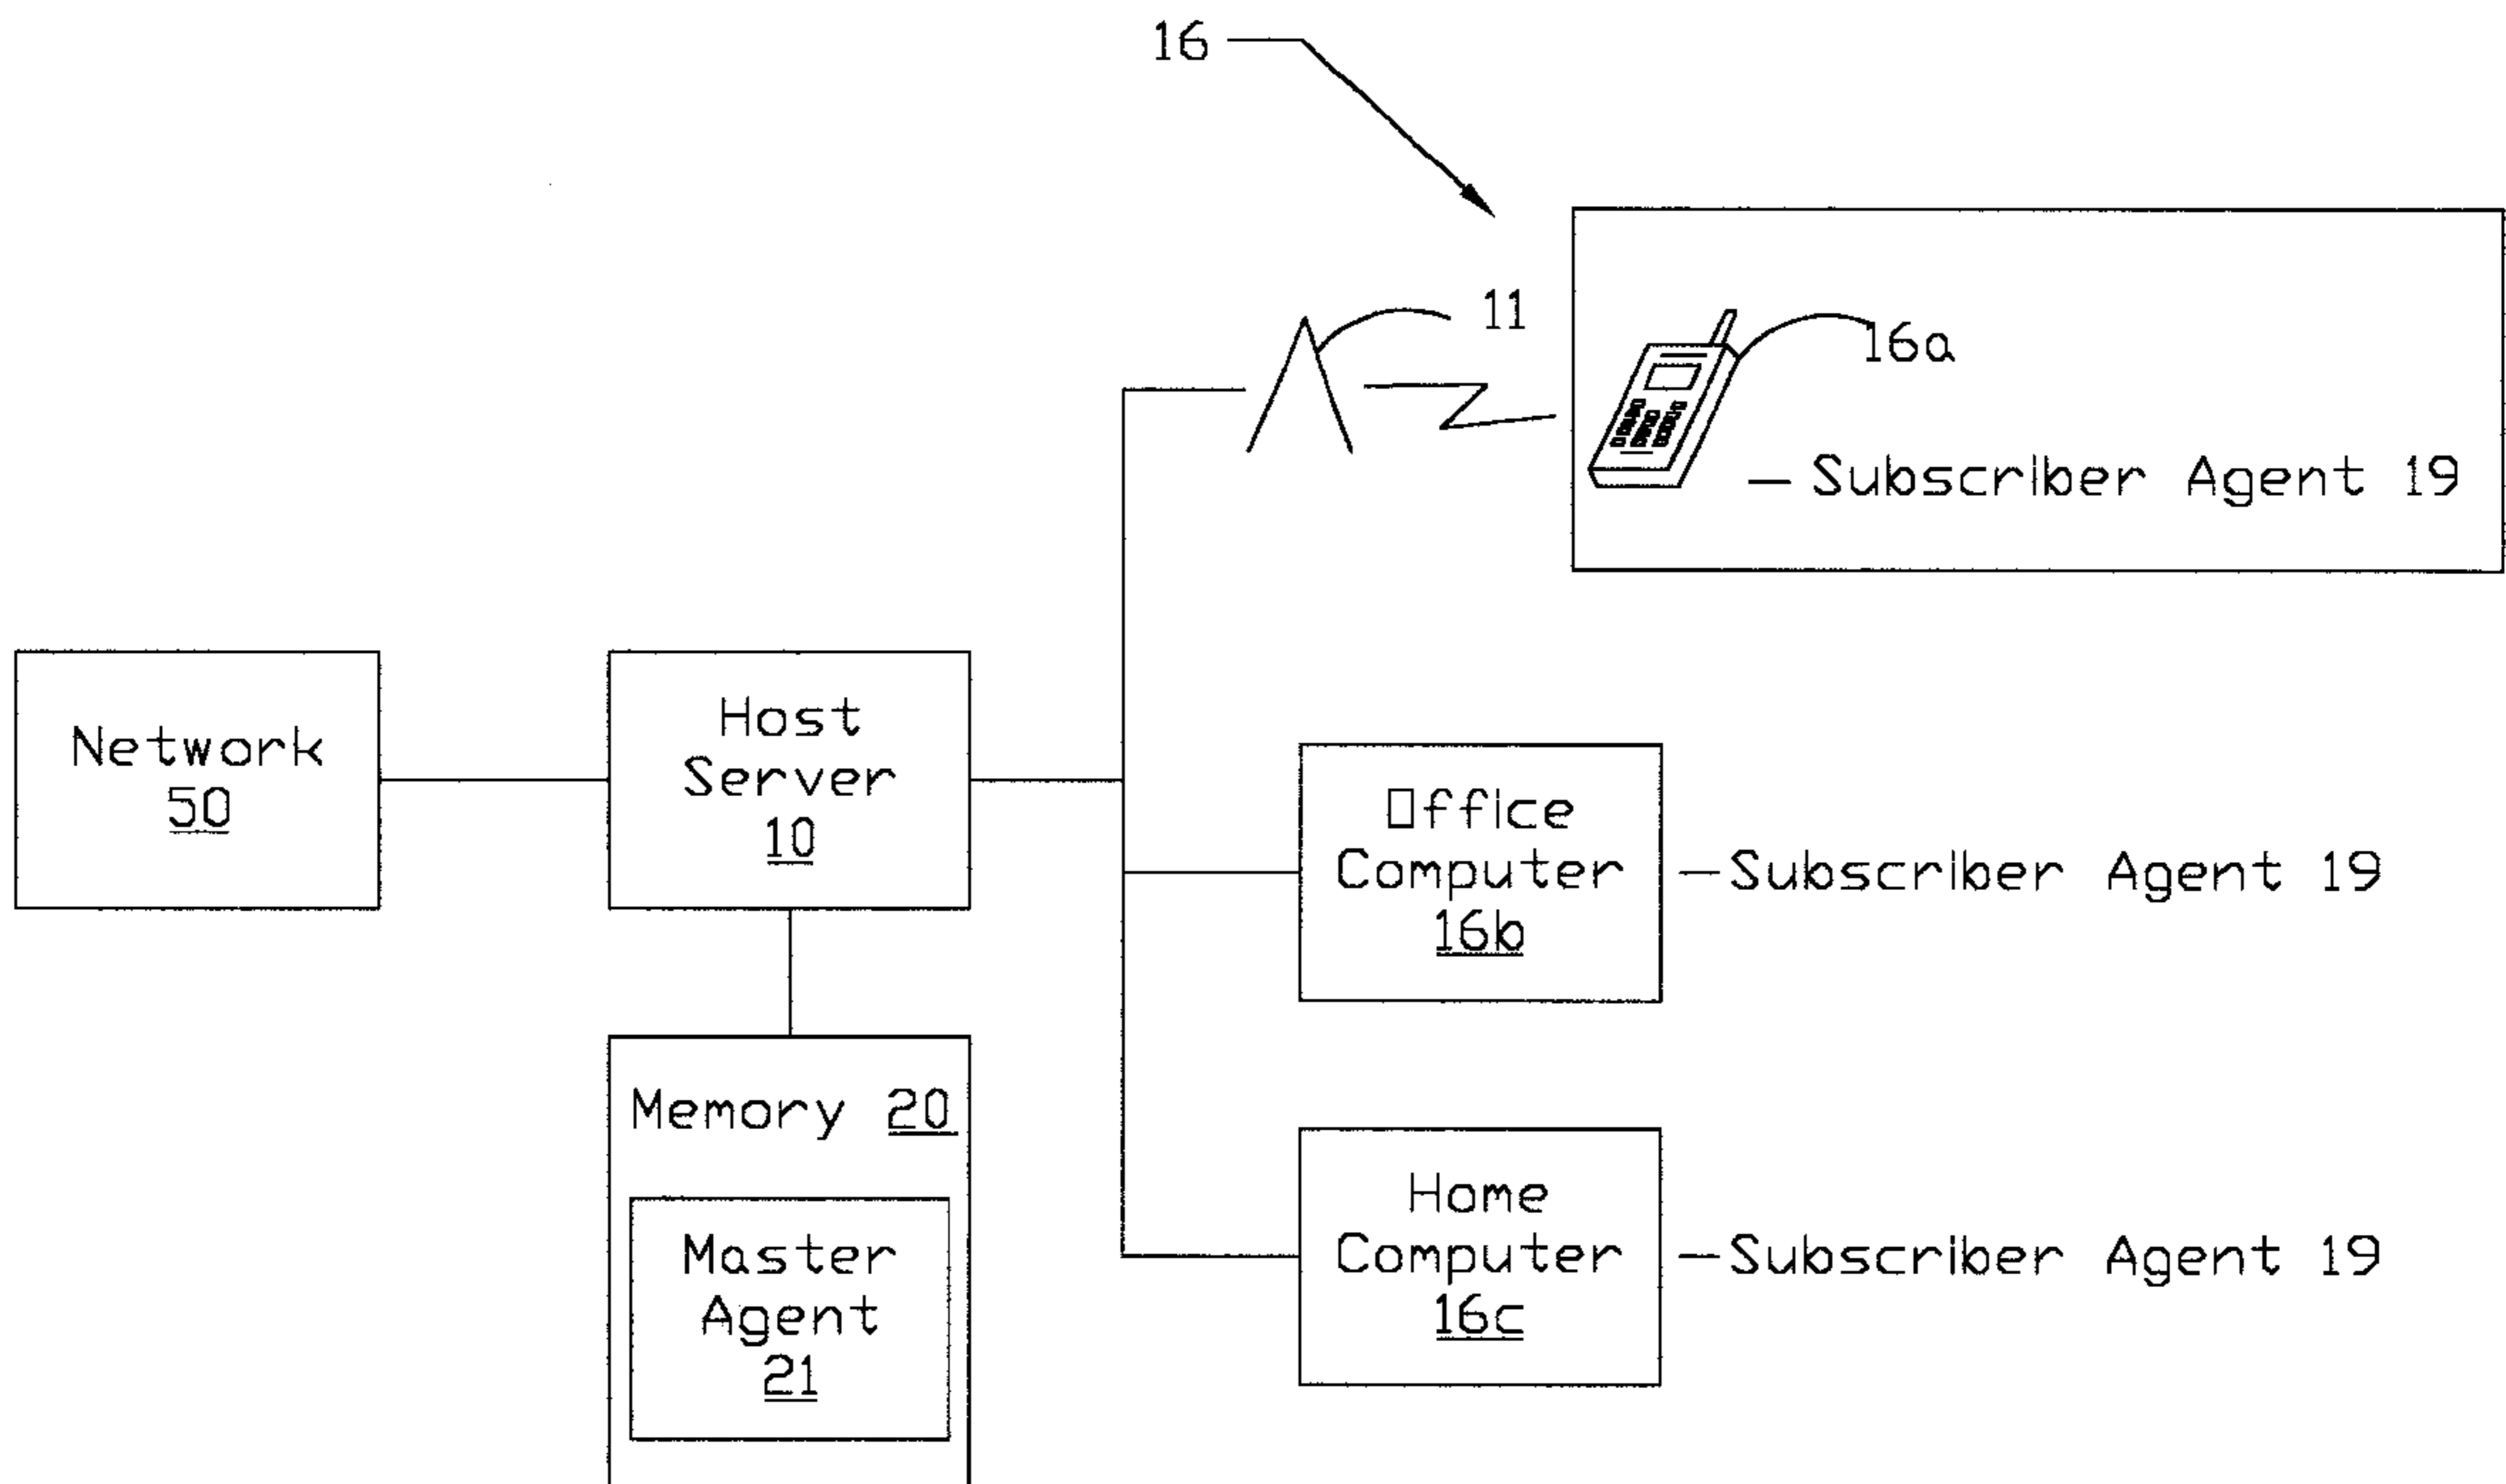 16
11
16a
Subscriber Agent 19
Network
50
Host
Server
10
Office
Computer
16b
Subscriber Agent 19
Memory 20
Master
Agent
21
Home
Computer
16c
Subscriber Agent 19